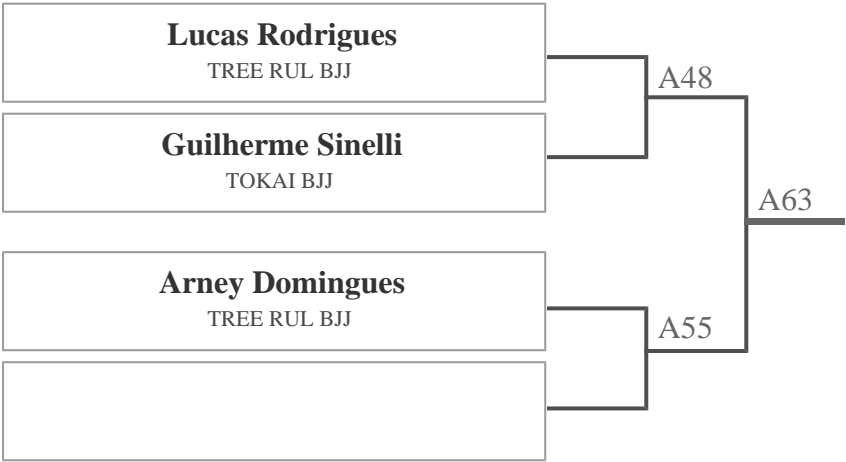 Lucas Rodrigues
TREE RUL BJJ
A48
Guilherme Sinelli
TOKAI BJJ
A63
Arney Domingues
TREE RUL BJJ
A55